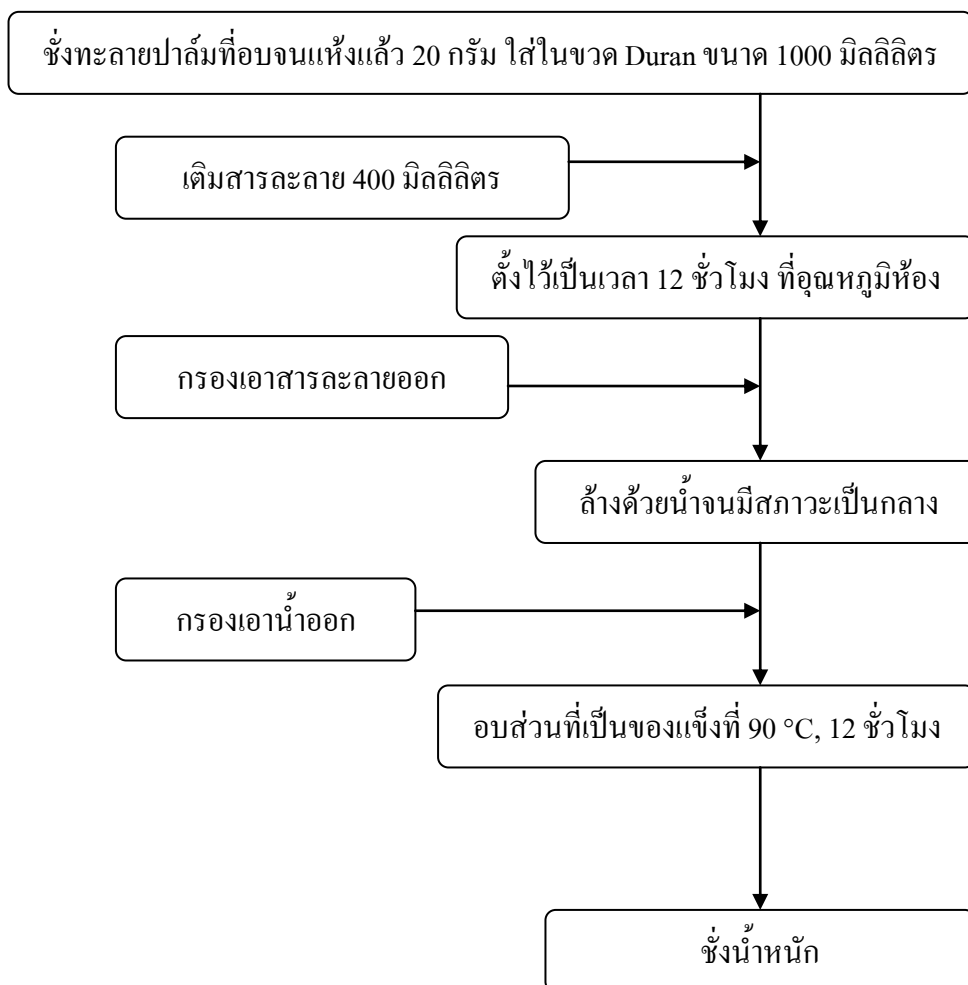 ชั่งทะลายปาล์มที่อบจนแห้งแล้ว 20 กรัม ใส่ในขวด Duran ขนาด 1000 มิลลิลิตร
เติมสารละลาย 400 มิลลิลิตร
ตั้งไว้เป็นเวลา 12 ชั่วโมง ที่อุณหภูมิห้อง
กรองเอาสารละลายออก
ล้างด้วยน้ำจนมีสภาวะเป็นกลาง
กรองเอาน้ำออก
อบส่วนที่เป็นของแข็งที่ 90 °C, 12 ชั่วโมง
ชั่งน้ำหนัก